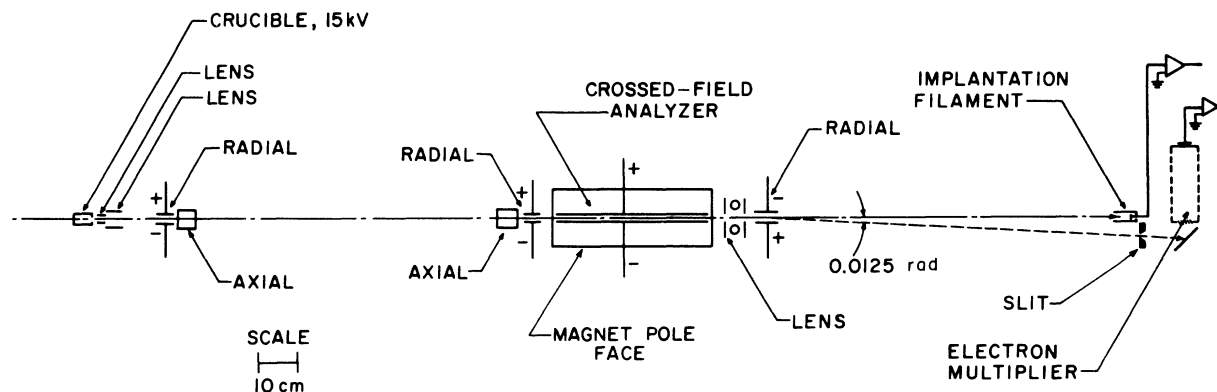 CRUCIBLE, 15kV
LENS
LENS
RADIAL
+
-
AXIAL
RADIAL
+
-
AXIAL
CROSSED-FIELD
ANALYZER
+
-
MAGNET POLE
FACE
LENS
RADIAL
-
+
0.0125 rad
IMPLANTATION
FILAMENT
SLIT
ELECTRON
MULTIPLIER
SCALE
10 cm